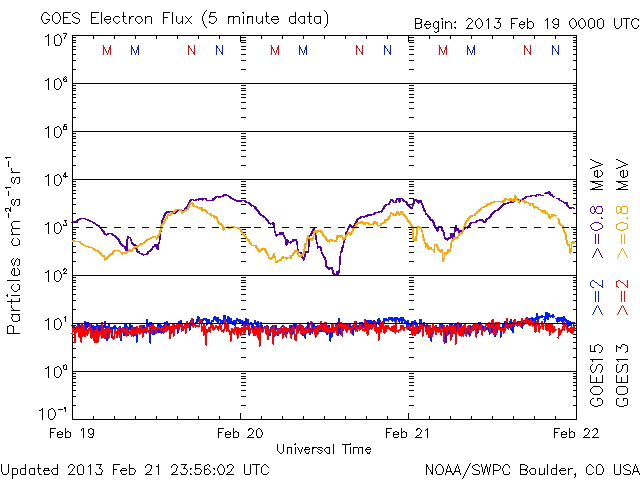 GOES Electron Flux (5 minute data)
Begin: 2013 Feb 19 0000 UTC
10⁷
M M N N M M N N M M N N
10⁶
10⁵
10⁴
10³
10²
10¹
10⁰
10⁻¹
Particles cm⁻²s⁻¹sr⁻¹
Feb 19 Feb 20 Feb 21 Feb 22
Universal Time
GOES15 >=2 >=0.8 MeV
GOES13 >=2 >=0.8 MeV
Updated 2013 Feb 21 23:56:02 UTC
NOAA/SWPC Boulder, CO USA